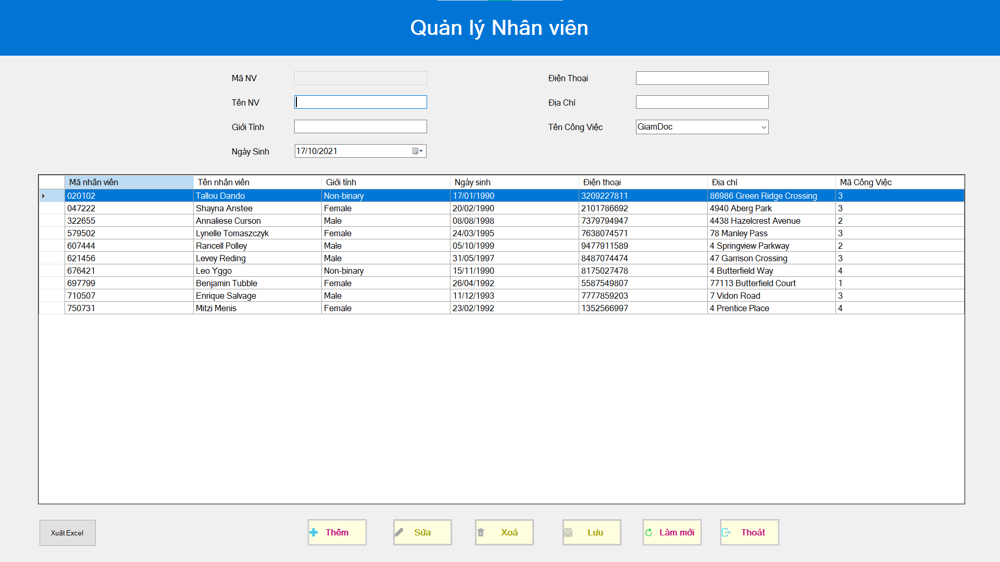 Quản lý Nhân viên
Mã NV
Điện Thoại
Tên NV
Địa Chỉ
Giới Tính
Tên Công Việc GiamDoc
Ngày Sinh 17/10/2021
Mã nhân viên Tên nhân viên Giới tính Ngày sinh Điện thoại Địa chỉ Mã Công Việc
020102 Tallou Dando Non-binary 17/01/1990 3209227811 86986 Green Ridge Crossing 3
047222 Shayna Anstee Female 20/02/1990 2101786692 4940 Aberg Park 3
322655 Annaliese Curson Male 08/08/1998 7379794947 4438 Hazelcrest Avenue 2
579502 Lynelle Tomaszczyk Female 24/03/1995 7638074571 78 Manley Pass 3
607444 Rancell Polley Male 05/10/1999 9477911589 4 Springview Parkway 2
621456 Levey Reding Male 31/05/1997 8487074474 47 Garrison Crossing 3
676421 Leo Yggo Non-binary 15/11/1990 8175027478 4 Butterfield Way 4
697799 Benjamin Tubble Female 26/04/1992 5587549807 77113 Butterfield Court 1
710507 Enrique Salvage Male 11/12/1993 7777859203 7 Vidon Road 3
750731 Mitzi Menis Female 23/02/1992 1352566997 4 Prentice Place 4
Xuất Excel Thêm Sửa Xoá Lưu Làm mới Thoát